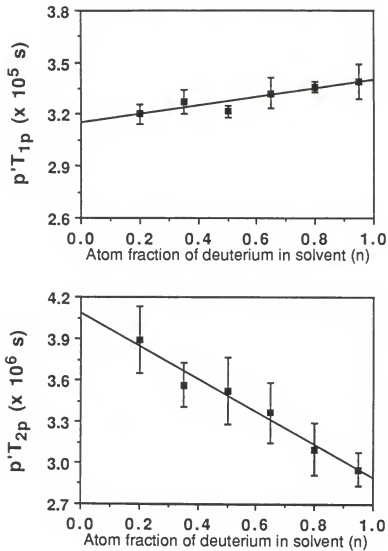 3.8
3.5
3.2
2.9
2.6
p'T1p (x 10^5 s)
0.0 0.2 0.4 0.6 0.8 1.0
Atom fraction of deuterium in solvent (n)
4.2
3.9
3.6
3.3
3.0
2.7
p'T2p (x 10^6 s)
0.0 0.2 0.4 0.6 0.8 1.0
Atom fraction of deuterium in solvent (n)